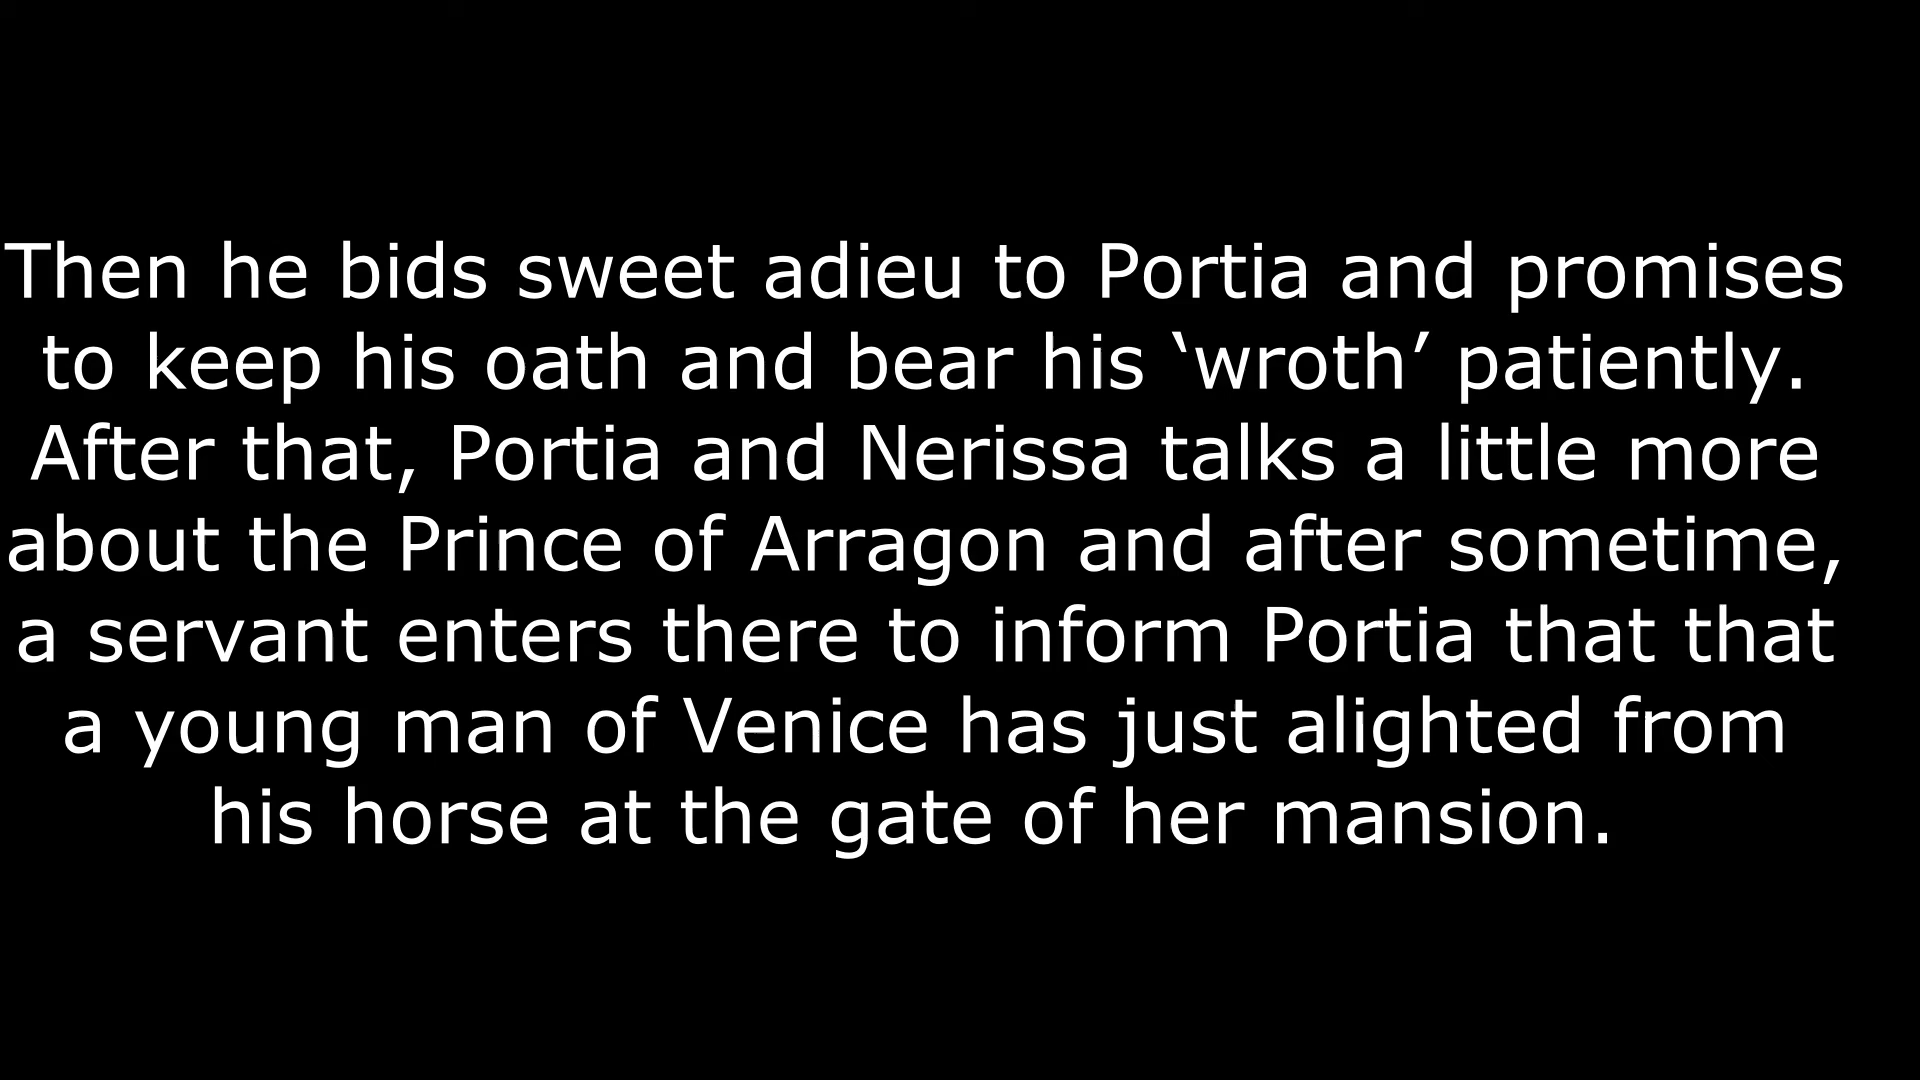 Then he bids sweet adieu to Portia and promises
to keep his oath and bear his ‘wroth’ patiently.
After that, Portia and Nerissa talks a little more
about the Prince of Arragon and after sometime,
a servant enters there to inform Portia that that
a young man of Venice has just alighted from
his horse at the gate of her mansion.